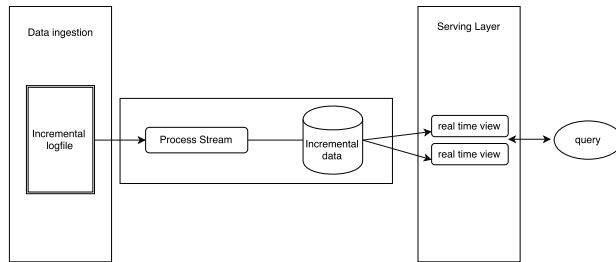 Data ingestion
Incremental
logfile
Process Stream
Incremental
data
Serving Layer
real time view
real time view
query